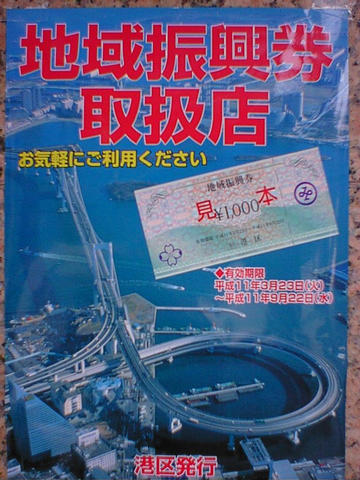 地域振興券
取扱店
お気軽にご利用ください
地域振興券
見 ¥1,000 本
港区
◆有効期限
平成11年3月23日(火)
〜平成11年9月22日(水)
港区発行